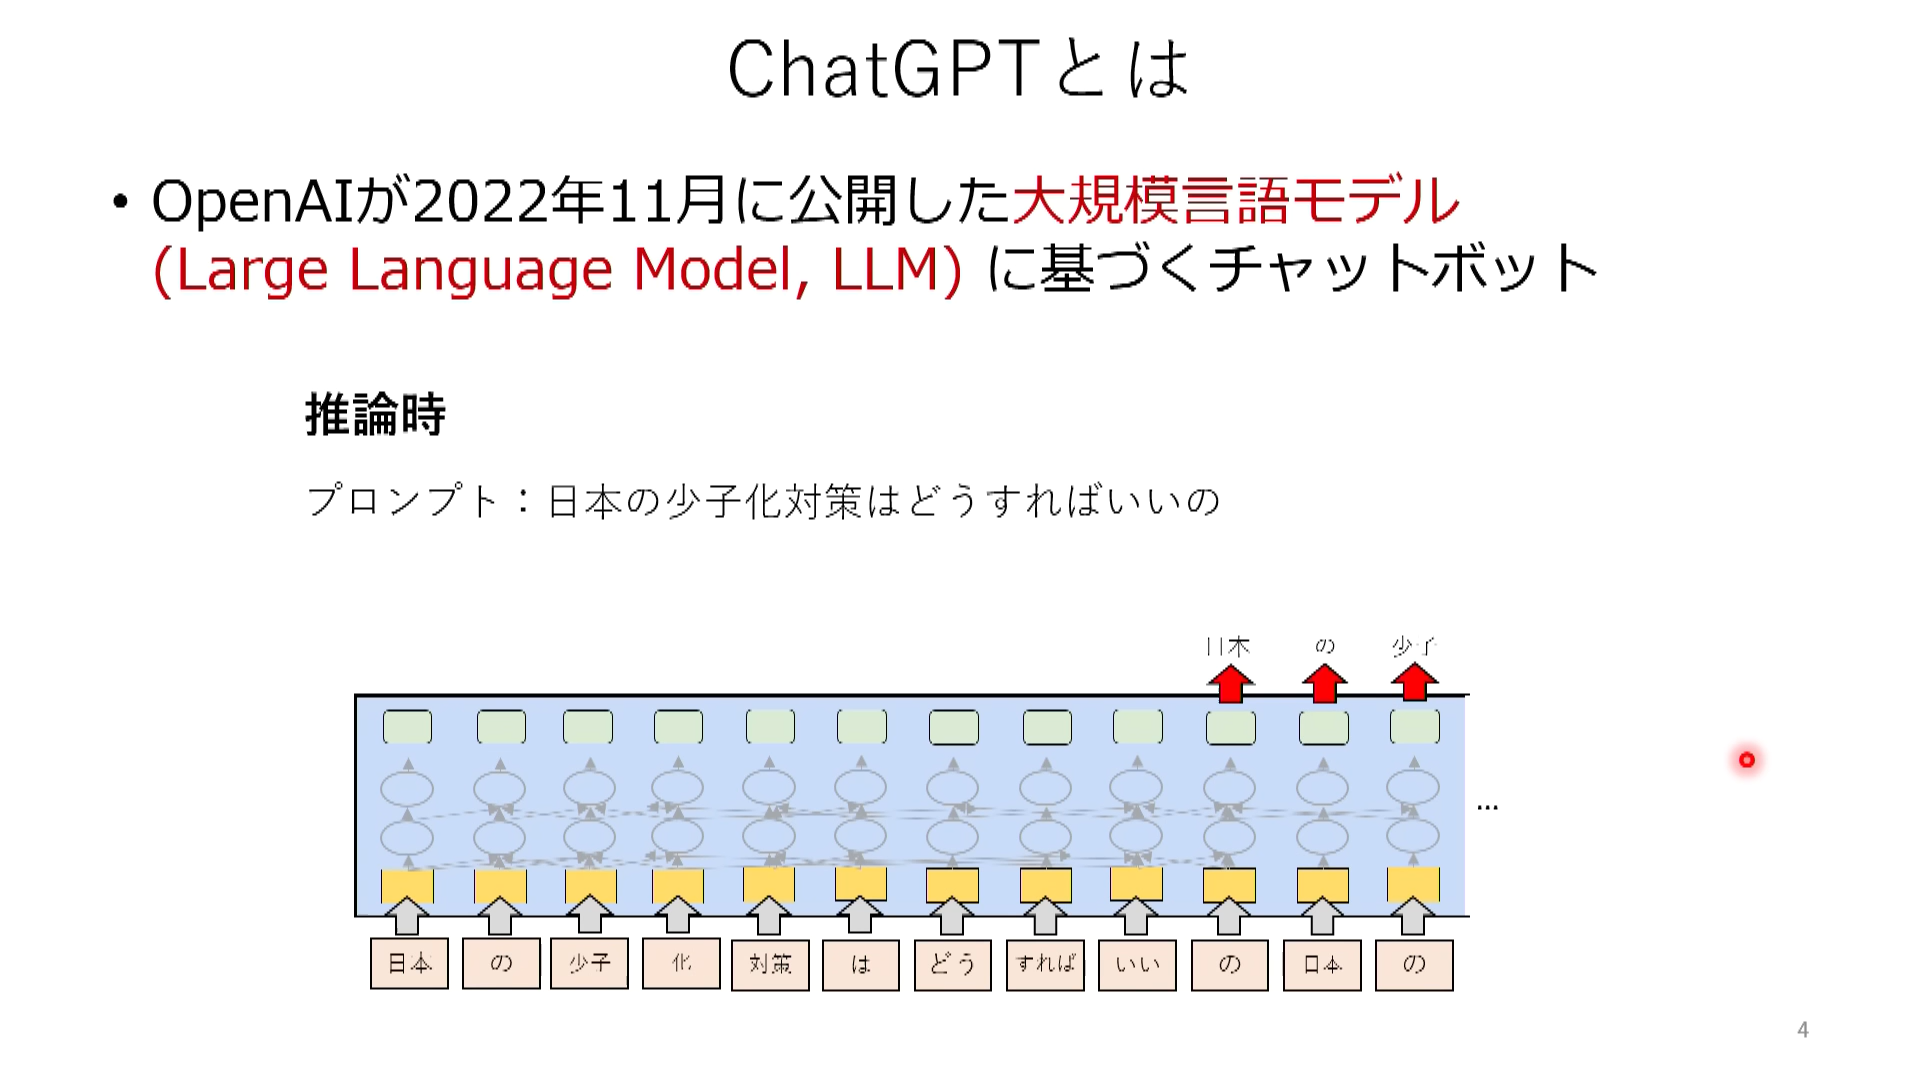 ChatGPTとは
• OpenAIが2022年11月に公開した大規模言語モデル
(Large Language Model, LLM) に基づくチャットボット
推論時
プロンプト：日本の少子化対策はどうすればいいの
日本 の 少子
...
日本 の 少子 化 対策 は どう すれば いい の 日本 の
4